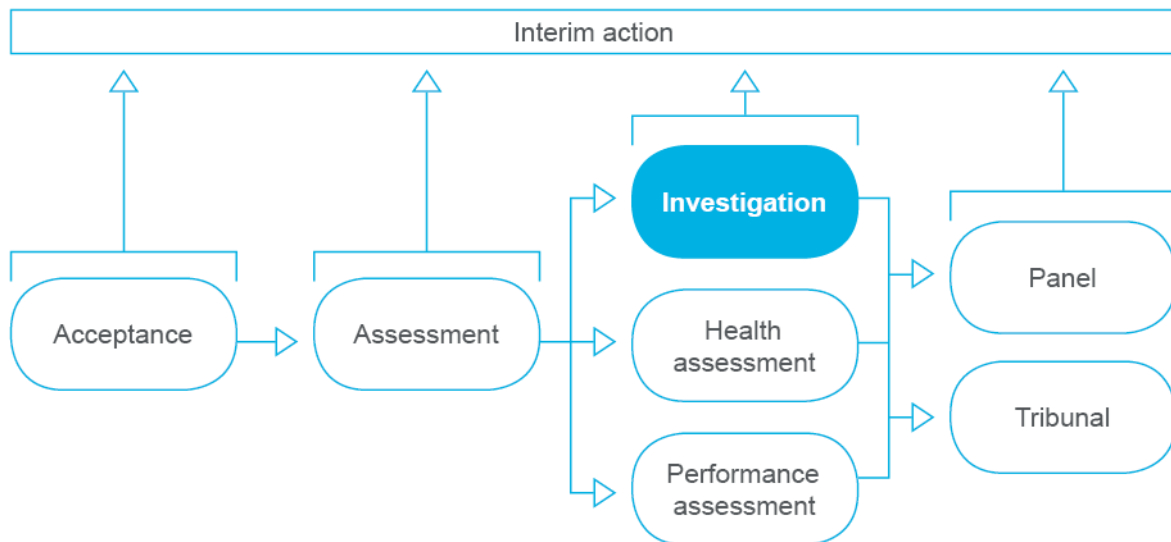 Interim action
Acceptance
Assessment
Investigation
Health
assessment
Performance
assessment
Panel
Tribunal